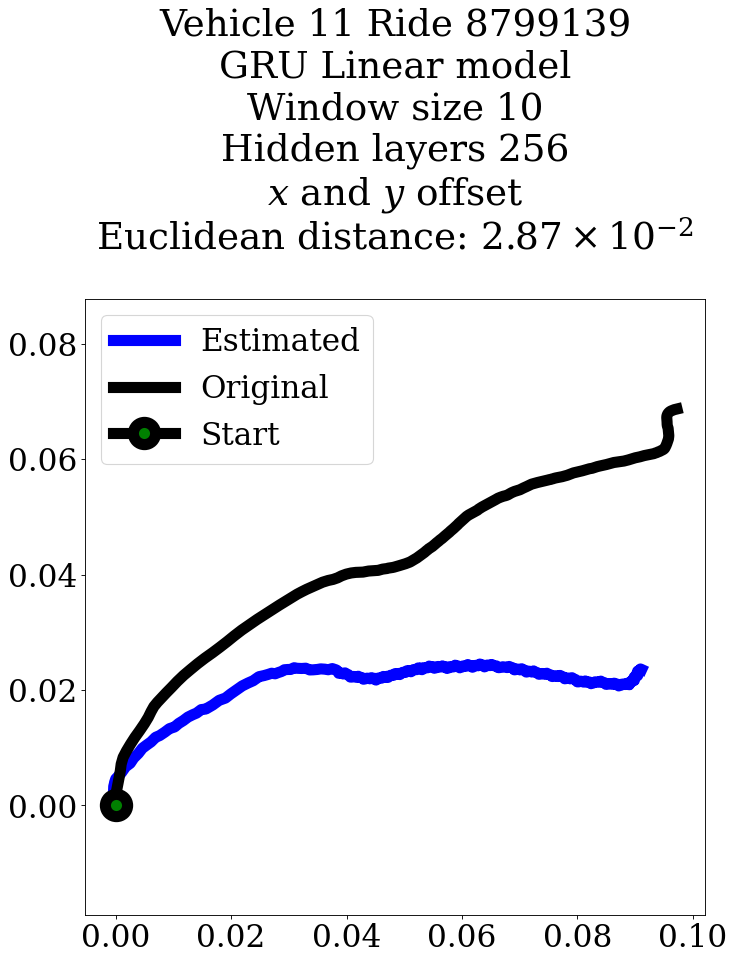 Vehicle 11 Ride 8799139
GRU Linear model
Window size 10
Hidden layers 256
x and y offset
Euclidean distance: 2.87 × 10⁻²
Estimated
Original
Start
0.08
0.06
0.04
0.02
0.00
0.00 0.02 0.04 0.06 0.08 0.10